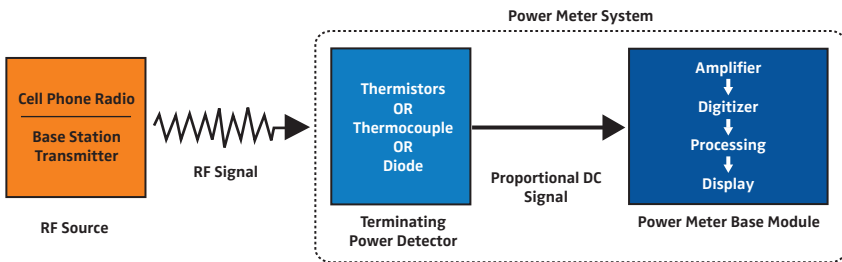 Power Meter System
Cell Phone Radio
Base Station
Transmitter
RF Source
RF Signal
Thermistors
OR
Thermocouple
OR
Diode
Terminating
Power Detector
Proportional DC
Signal
Amplifier
Digitizer
Processing
Display
Power Meter Base Module